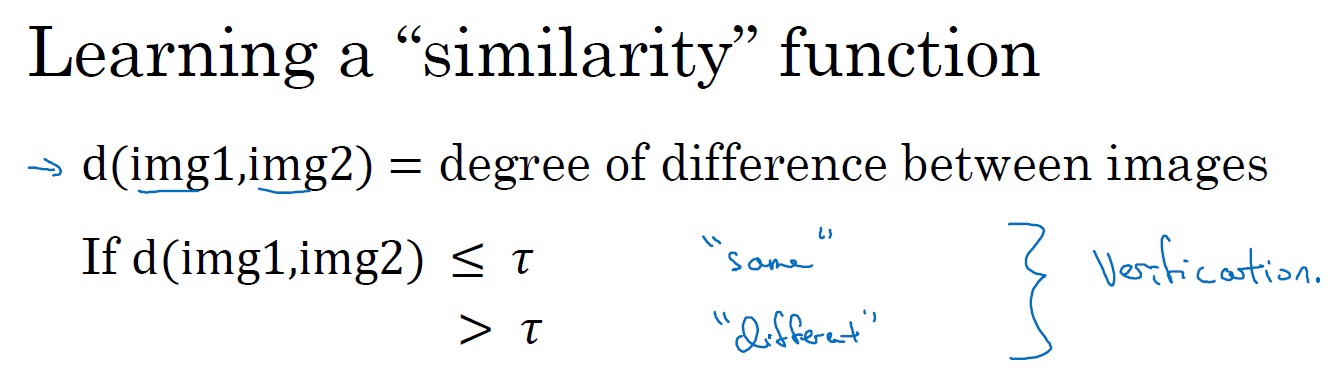 Learning a “similarity” function
→ d(img1,img2) = degree of difference between images
If d(img1,img2) ≤ τ "same"
> τ "different"
Verification.